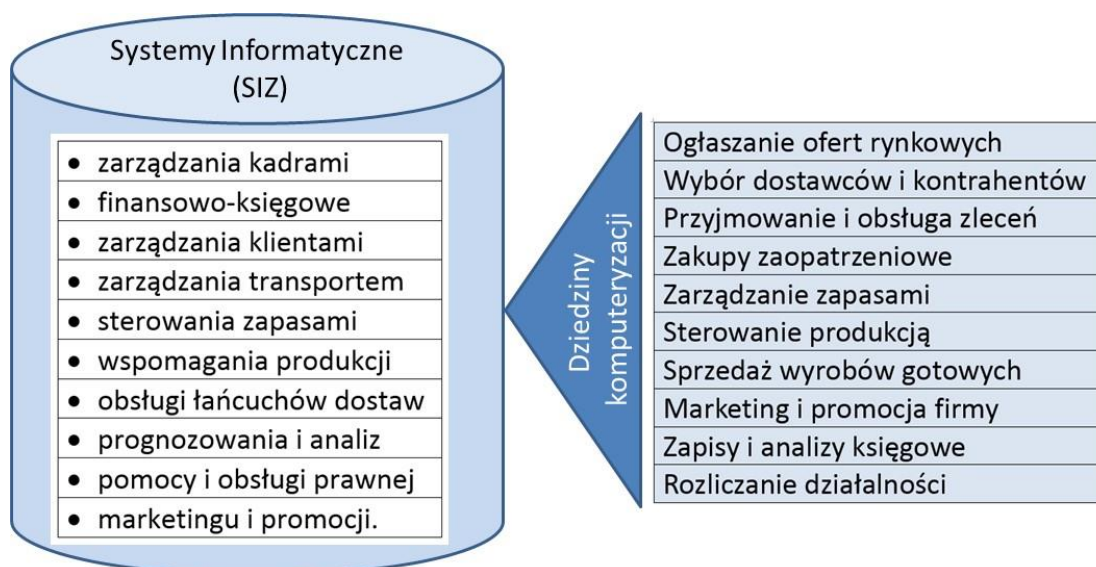 Systemy Informatyczne
(SIZ)
• zarządzania kadrami
• finansowo-księgowe
• zarządzania klientami
• zarządzania transportem
• sterowania zapasami
• wspomagania produkcji
• obsługi łańcuchów dostaw
• prognozowania i analiz
• pomocy i obsługi prawnej
• marketingu i promocji.
Dziedziny
komputeryzacji
Ogłaszanie ofert rynkowych
Wybór dostawców i kontrahentów
Przyjmowanie i obsługa zleceń
Zakupy zaopatrzeniowe
Zarządzanie zapasami
Sterowanie produkcją
Sprzedaż wyrobów gotowych
Marketing i promocja firmy
Zapisy i analizy księgowe
Rozliczanie działalności